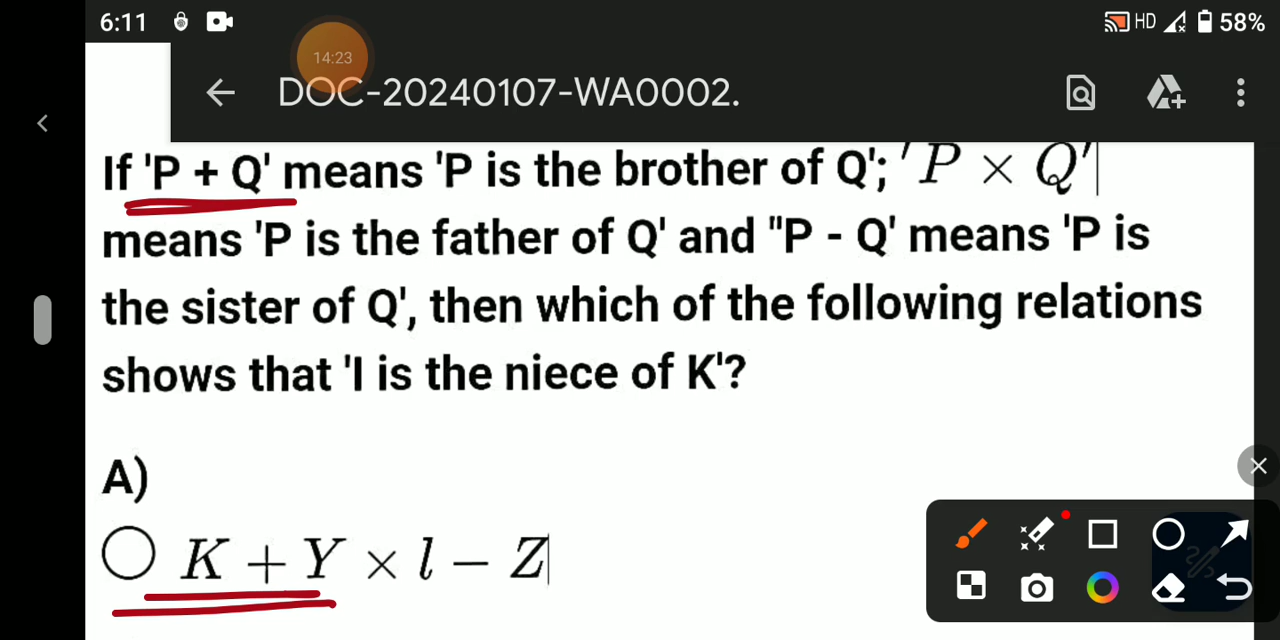 6:11 HD 58%
14:23
DOC-20240107-WA0002.
If 'P + Q' means 'P is the brother of Q'; 'P × Q'|
means 'P is the father of Q' and "P - Q' means 'P is
the sister of Q', then which of the following relations
shows that 'I is the niece of K'?
A)
K + Y × l − Z|